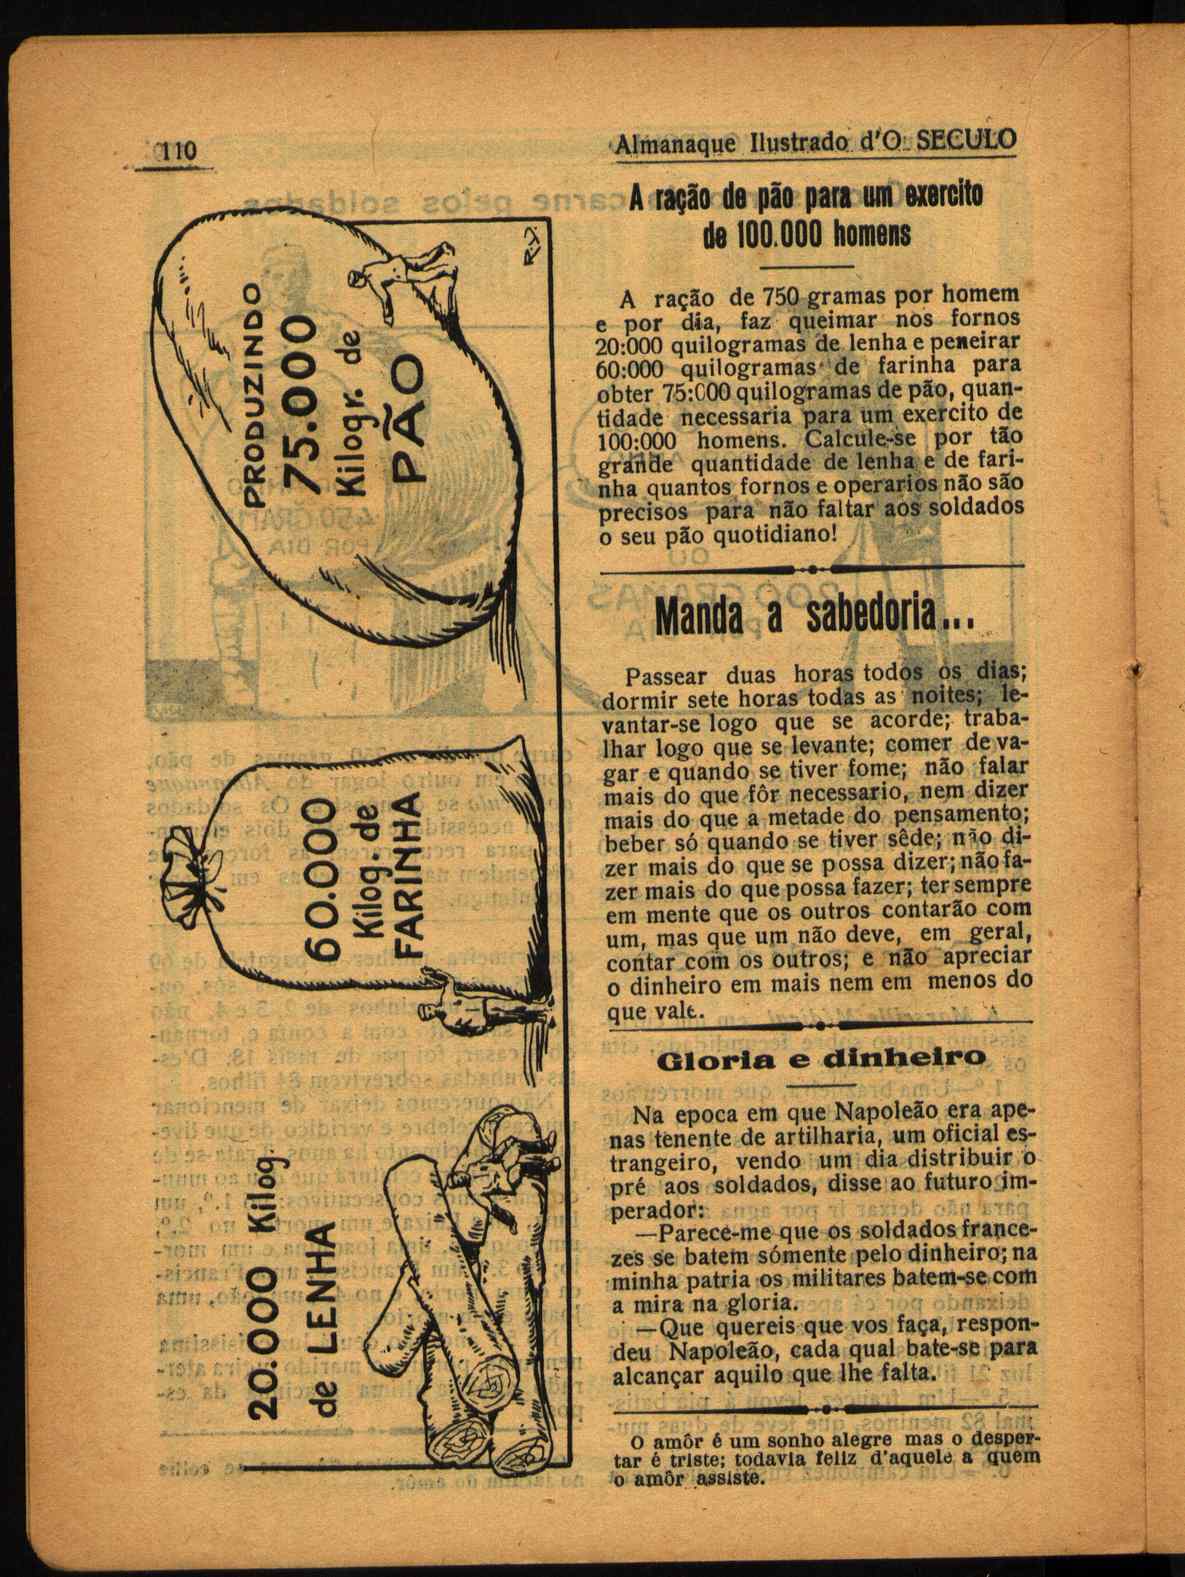 110
Almanaque Ilustrado d'O SECULO
20.000 Kilog.
de LENHA
60.000
Kilog. de
FARINHA
PRODUZINDO
75.000
Kilogr. de
PÃO
A ração de pão para um exercito
de 100.000 homens
A ração de 750 gramas por homem
e por dia, faz queimar nos fornos
20:000 quilogramas de lenha e peneirar
60:000 quilogramas de farinha para
obter 75:000 quilogramas de pão, quan-
tidade necessaria para um exercito de
100:000 homens. Calcule-se por tão
grande quantidade de lenha e de fari-
nha quantos fornos e operarios não são
precisos para não faltar aos soldados
o seu pão quotidiano!
Manda a sabedoria...
Passear duas horas todos os dias;
dormir sete horas todas as noites; le-
vantar-se logo que se acorde; traba-
lhar logo que se levante; comer de va-
gar e quando se tiver fome; não falar
mais do que fôr necessario, nem dizer
mais do que a metade do pensamento;
beber só quando se tiver sêde; não di-
zer mais do que se possa dizer; não fa-
zer mais do que possa fazer; ter sempre
em mente que os outros contarão com
um, mas que um não deve, em geral,
contar com os outros; e não apreciar
o dinheiro em mais nem em menos do
que vale.
Gloria e dinheiro
Na epoca em que Napoleão era ape-
nas tenente de artilharia, um oficial es-
trangeiro, vendo um dia distribuir o
pré aos soldados, disse ao futuro im-
perador:
—Parece-me que os soldados france-
zes se batem sómente pelo dinheiro; na
minha patria os militares batem-se com
a mira na gloria.
—Que quereis que vos faça, respon-
deu Napoleão, cada qual bate-se para
alcançar aquilo que lhe falta.
O amôr é um sonho alegre mas o desper-
tar é triste; todavia feliz d'aquele a quem
o amôr assiste.